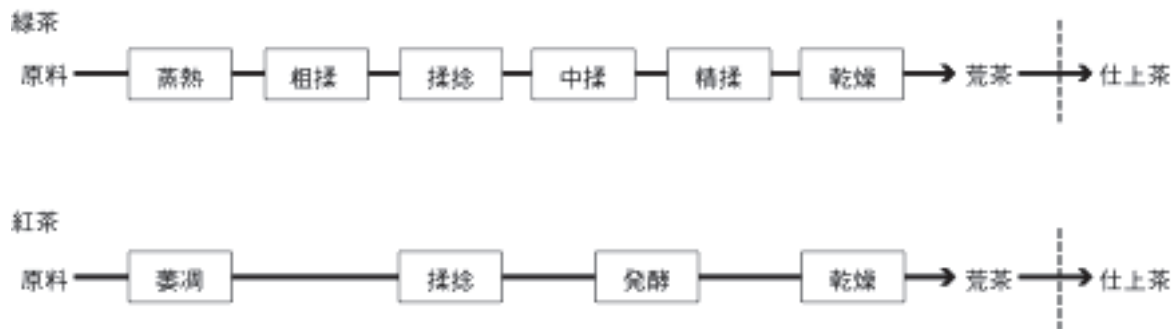 緑茶
原料 蒸熱 粗揉 揉捻 中揉 精揉 乾燥 荒茶 仕上茶
紅茶
原料 萎凋 揉捻 発酵 乾燥 荒茶 仕上茶